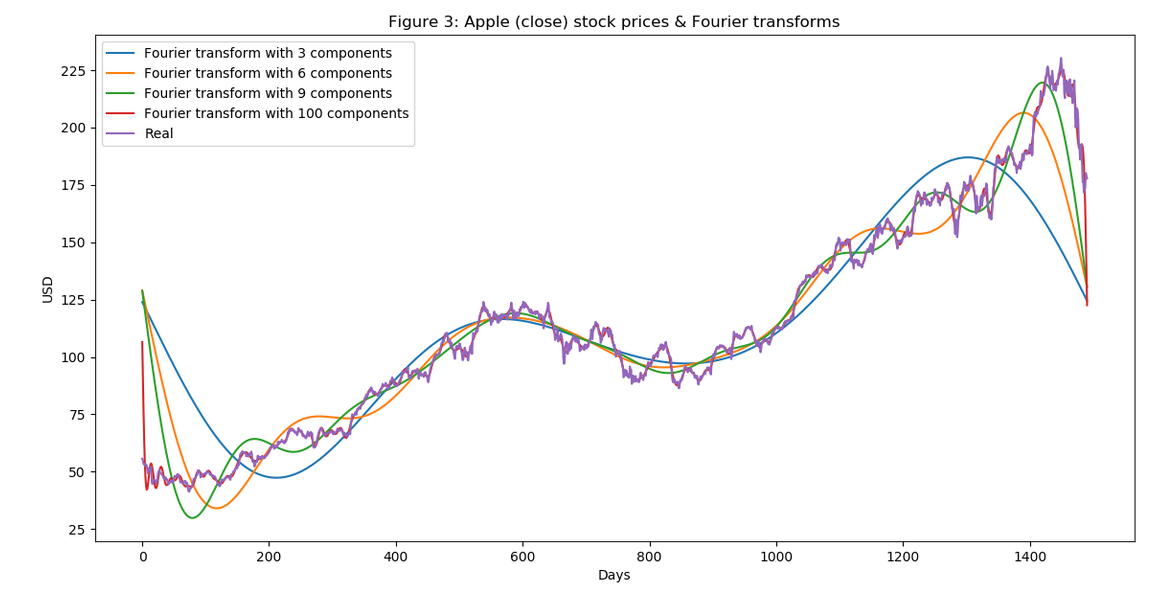 Figure 3: Apple (close) stock prices & Fourier transforms
Fourier transform with 3 components
Fourier transform with 6 components
Fourier transform with 9 components
Fourier transform with 100 components
Real
225
200
175
150
125
100
75
50
25
USD
0 200 400 600 800 1000 1200 1400
Days